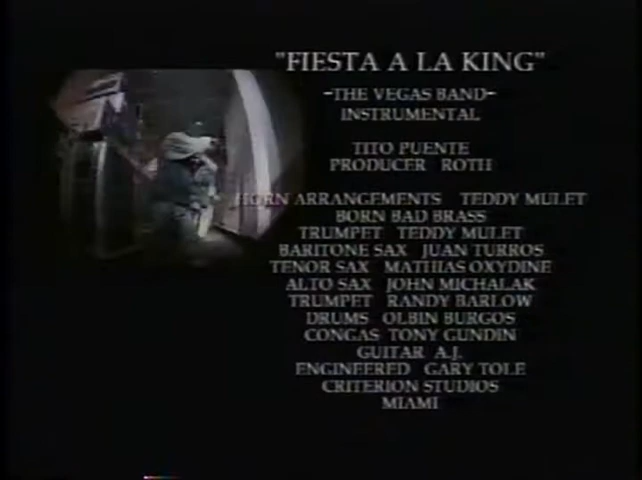 "FIESTA A LA KING"
-THE VEGAS BAND-
INSTRUMENTAL
TITO PUENTE
PRODUCER ROTH
HORN ARRANGEMENTS TEDDY MULET
BORN BAD BRASS
TRUMPET TEDDY MULET
BARITONE SAX JUAN TURROS
TENOR SAX MATHIAS OXYDINE
ALTO SAX JOHN MICHALAK
TRUMPET RANDY BARLOW
DRUMS OLBIN BURGOS
CONGAS TONY GUNDIN
GUITAR A.J.
ENGINEERED GARY TOLE
CRITERION STUDIOS
MIAMI